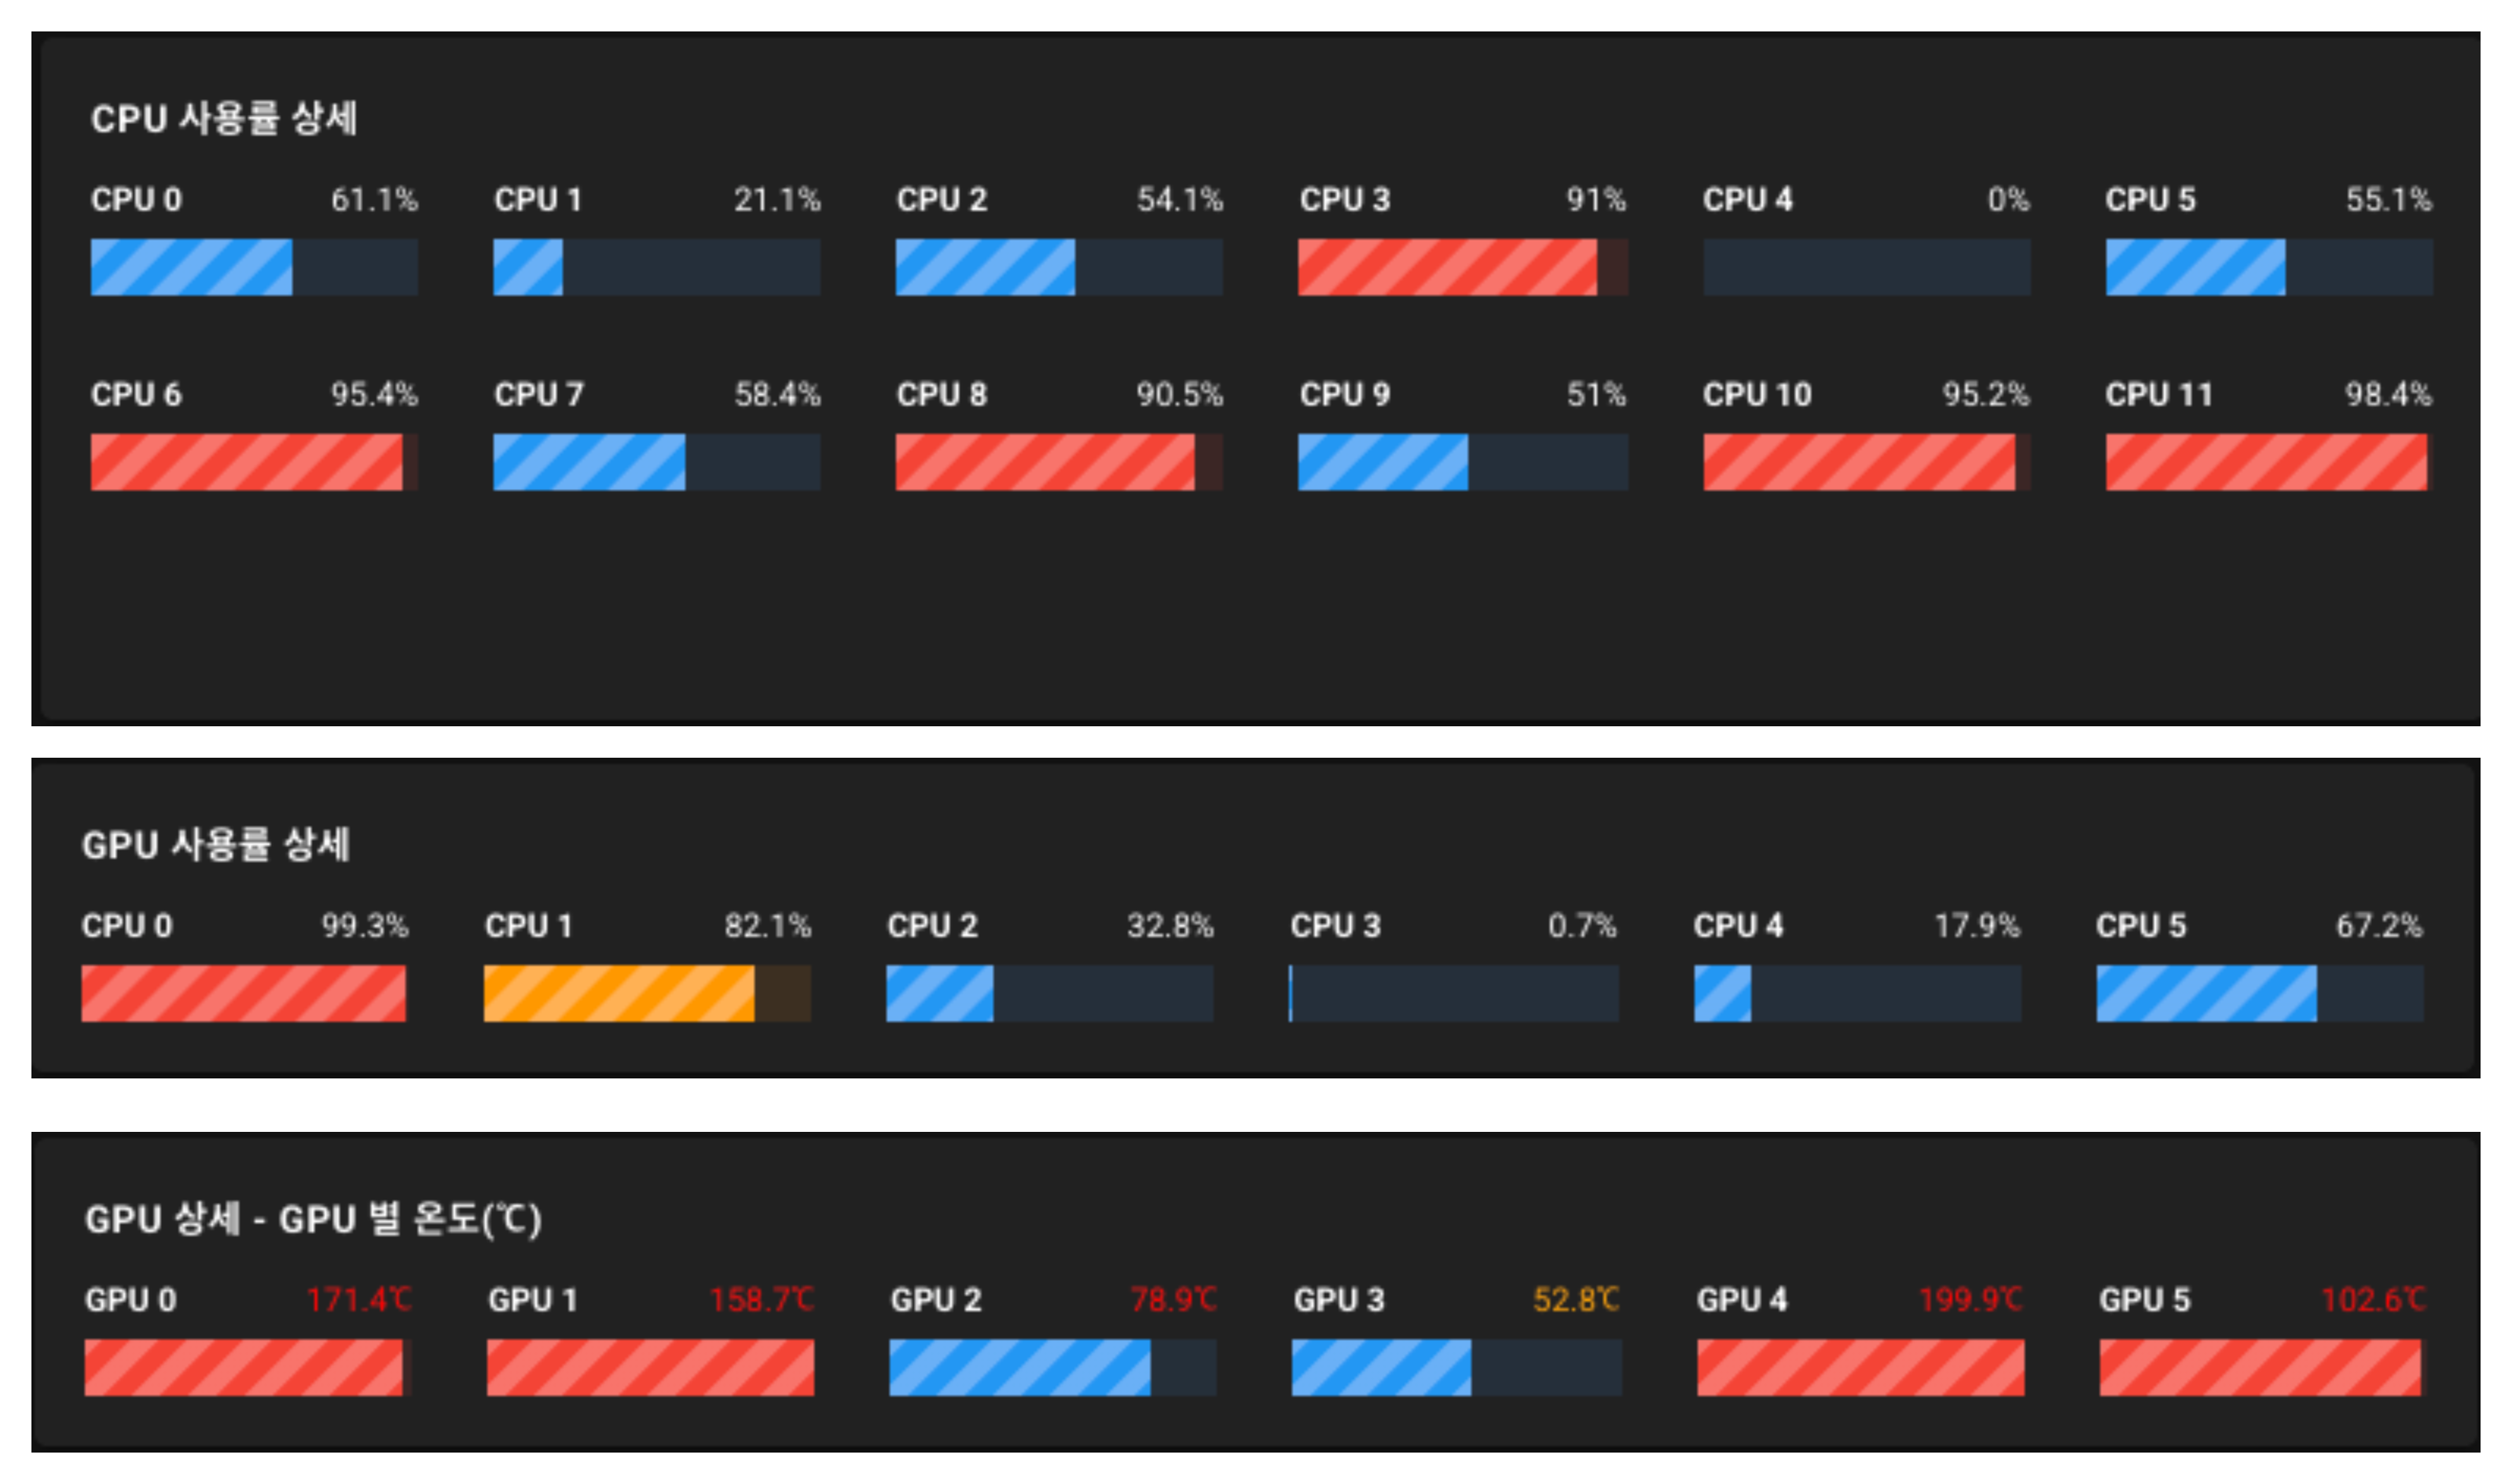 CPU 사용률 상세
CPU 0 61.1% CPU 1 21.1% CPU 2 54.1% CPU 3 91% CPU 4 0% CPU 5 55.1%
CPU 6 95.4% CPU 7 58.4% CPU 8 90.5% CPU 9 51% CPU 10 95.2% CPU 11 98.4%
GPU 사용률 상세
CPU 0 99.3% CPU 1 82.1% CPU 2 32.8% CPU 3 0.7% CPU 4 17.9% CPU 5 67.2%
GPU 상세 - GPU 별 온도(℃)
GPU 0 171.4℃ GPU 1 158.7℃ GPU 2 78.9℃ GPU 3 52.8℃ GPU 4 199.9℃ GPU 5 102.6℃